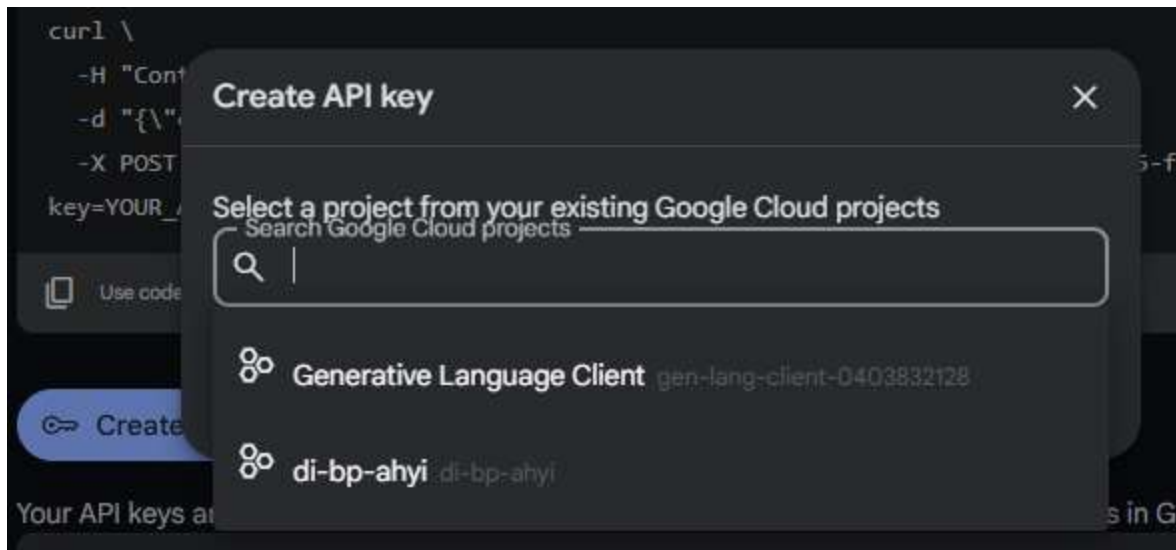 curl \
-H "Cont
-d "{\"
-X POST
5-f
key=YOUR_
Create API key
Select a project from your existing Google Cloud projects
Search Google Cloud projects
Use code
Generative Language Client gen-lang-client-0403832128
di-bp-ahyi di-bp-ahyi
Create
Your API keys
s in G